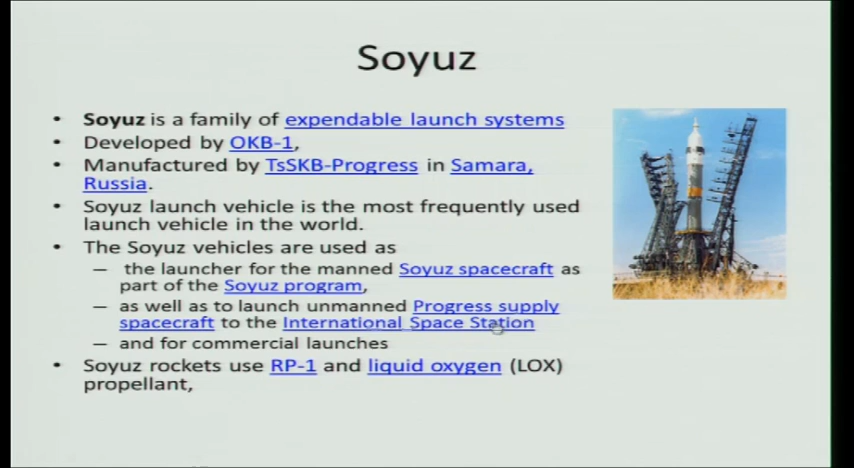 Soyuz
• Soyuz is a family of expendable launch systems
• Developed by OKB-1,
• Manufactured by TsSKB-Progress in Samara,
Russia.
• Soyuz launch vehicle is the most frequently used
launch vehicle in the world.
• The Soyuz vehicles are used as
– the launcher for the manned Soyuz spacecraft as
part of the Soyuz program,
– as well as to launch unmanned Progress supply
spacecraft to the International Space Station
– and for commercial launches
• Soyuz rockets use RP-1 and liquid oxygen (LOX)
propellant,